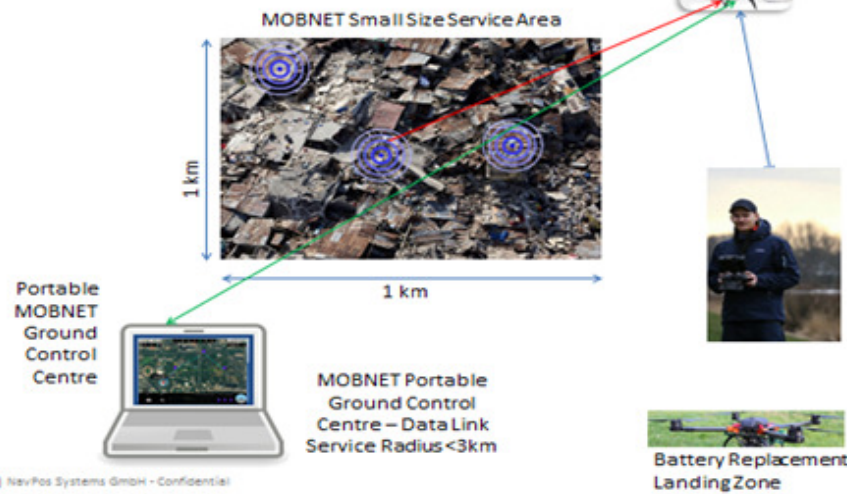 MOBNET Small Size Service Area
1 km
1 km
Portable
MOBNET
Ground
Control
Centre
MOBNET Portable
Ground Control
Centre – Data Link
Service Radius<3km
Battery Replacement
Landing Zone
NavPos Systems GmbH - Confidential